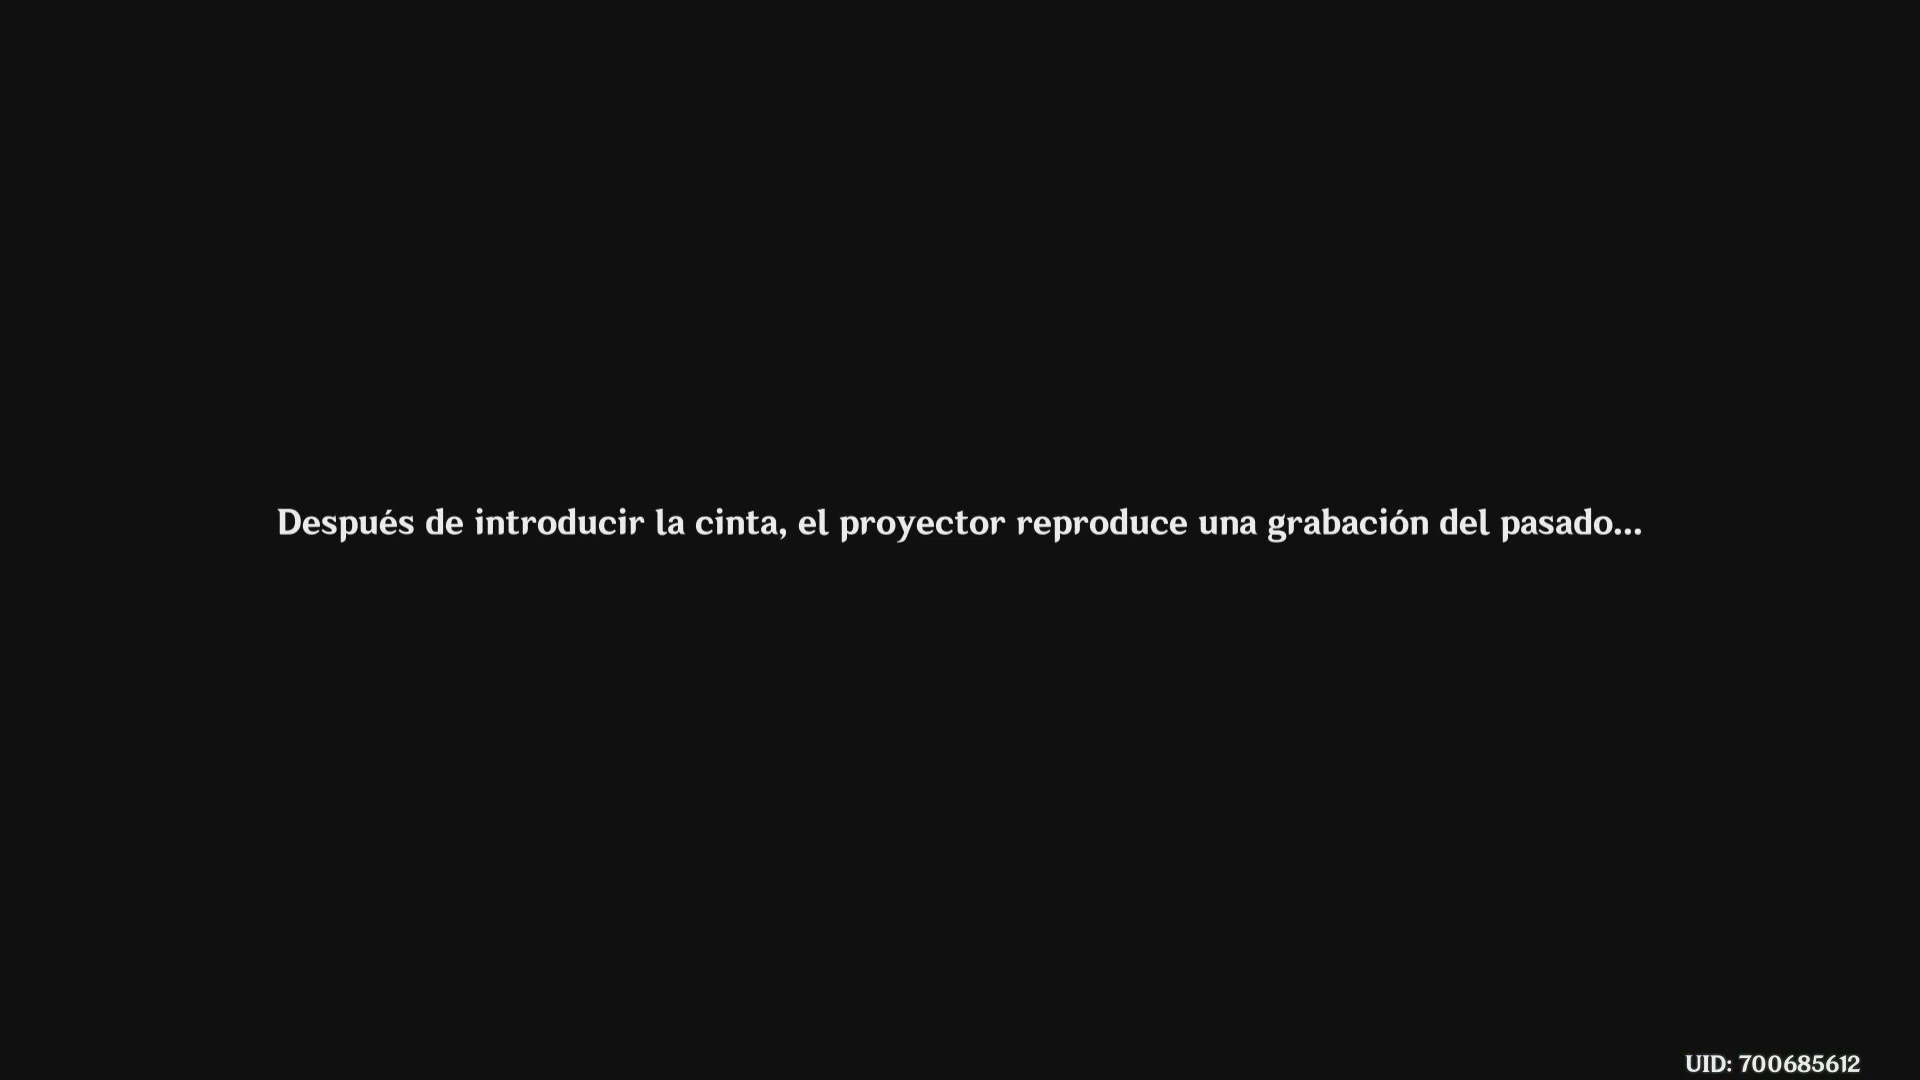 Después de introducir la cinta, el proyector reproduce una grabación del pasado...
UID: 700685612